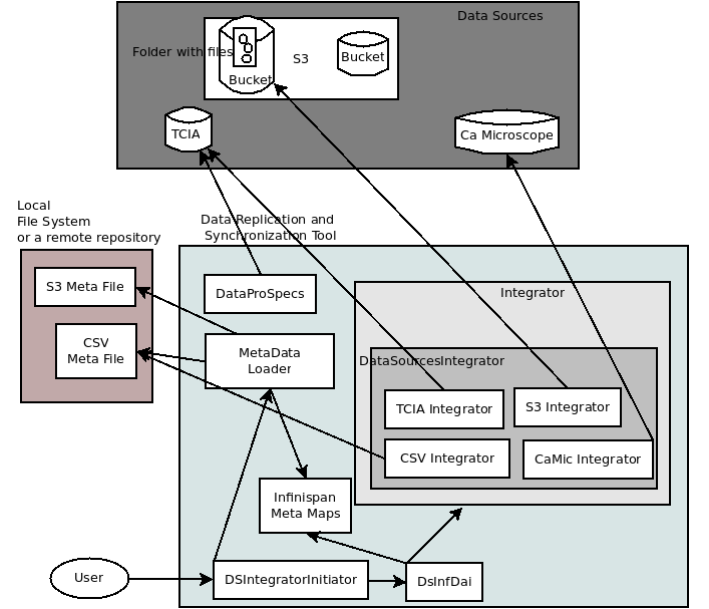 Data Sources
Folder with files
S3
Bucket
Bucket
TCIA
Ca Microscope
Local
File System
or a remote repository
Data Replication and
Synchronization Tool
S3 Meta File
CSV
Meta File
DataProSpecs
MetaData
Loader
Integrator
DataSourcesIntegrator
TCIA Integrator
S3 Integrator
CSV Integrator
CaMic Integrator
Infinispan
Meta Maps
User
DSIntegratorInitiator
DsInfDai